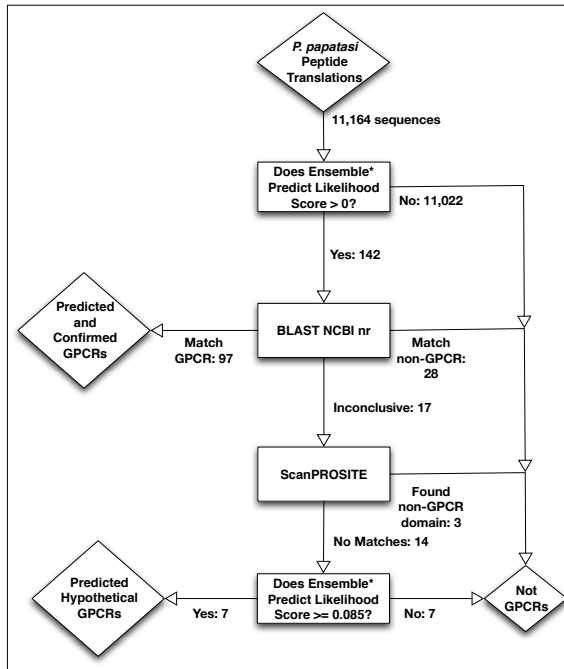 P. papatasi
Peptide
Translations
11,164 sequences
Does Ensemble*
Predict Likelihood
Score > 0?
No: 11,022
Yes: 142
Predicted
and
Confirmed
GPCRs
Match
GPCR: 97
BLAST NCBI nr
Match
non-GPCR:
28
Inconclusive: 17
ScanPROSITE
Found
non-GPCR
domain: 3
No Matches: 14
Predicted
Hypothetical
GPCRs
Yes: 7
Does Ensemble*
Predict Likelihood
Score >= 0.085?
No: 7
Not
GPCRs